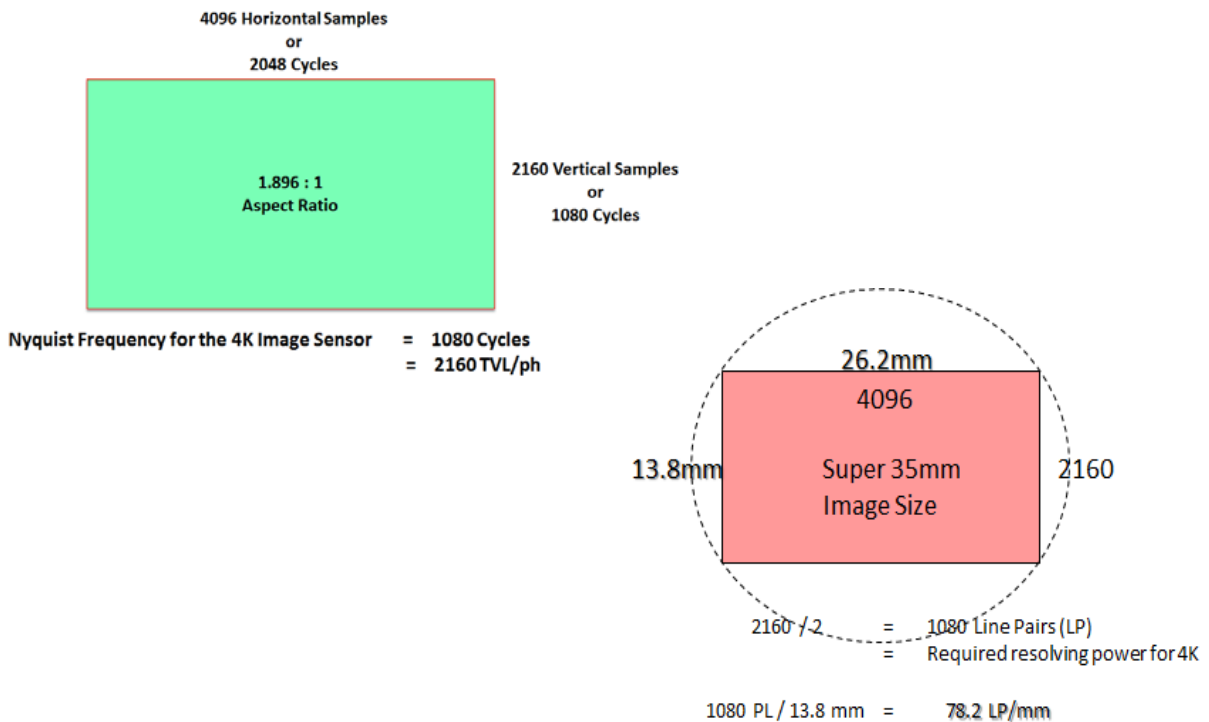 4096 Horizontal Samples
or
2048 Cycles
1.896 : 1
Aspect Ratio
2160 Vertical Samples
or
1080 Cycles
Nyquist Frequency for the 4K Image Sensor = 1080 Cycles
= 2160 TVL/ph
26.2mm
4096
13.8mm
Super 35mm
2160
Image Size
2160 / 2 = 1080 Line Pairs (LP)
= Required resolving power for 4K
1080 PL / 13.8 mm = 78.2 LP/mm